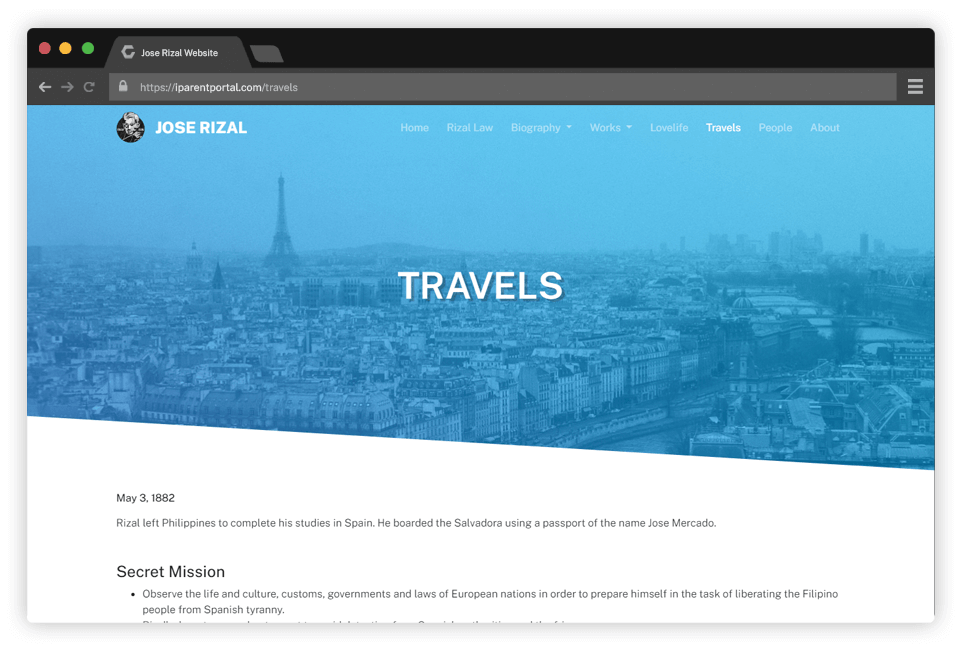 Jose RIzal Website
https://iparentportal.com/travels
JOSE RIZAL
Home Rizal Law Biography Works Lovelife Travels People About
TRAVELS
May 3, 1882
Rizal left Philippines to complete his studies in Spain. He boarded the Salvadora using a passport of the name Jose Mercado.
Secret Mission
• Observe the life and culture, customs, governments and laws of European nations in order to prepare himself in the task of liberating the Filipino
people from Spanish tyranny.